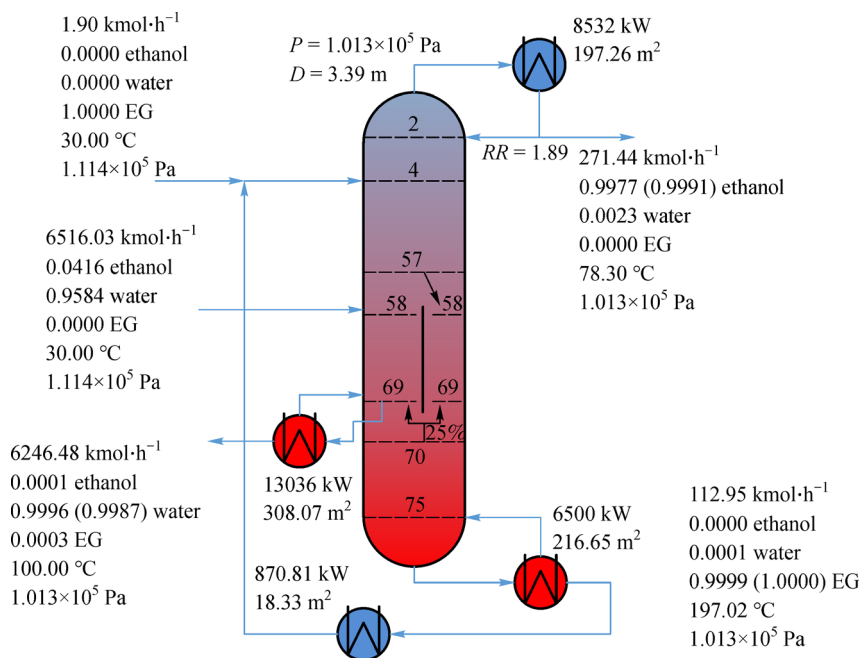 1.90 kmol·h⁻¹
0.0000 ethanol
0.0000 water
1.0000 EG
30.00 °C
1.114×10⁵ Pa
P = 1.013×10⁵ Pa
D = 3.39 m
8532 kW
197.26 m²
RR = 1.89
271.44 kmol·h⁻¹
0.9977 (0.9991) ethanol
0.0023 water
0.0000 EG
78.30 °C
1.013×10⁵ Pa
2
4
57
58
58
69
69
25%
70
75
6516.03 kmol·h⁻¹
0.0416 ethanol
0.9584 water
0.0000 EG
30.00 °C
1.114×10⁵ Pa
6246.48 kmol·h⁻¹
0.0001 ethanol
0.9996 (0.9987) water
0.0003 EG
100.00 °C
1.013×10⁵ Pa
13036 kW
308.07 m²
870.81 kW
18.33 m²
6500 kW
216.65 m²
112.95 kmol·h⁻¹
0.0000 ethanol
0.0001 water
0.9999 (1.0000) EG
197.02 °C
1.013×10⁵ Pa